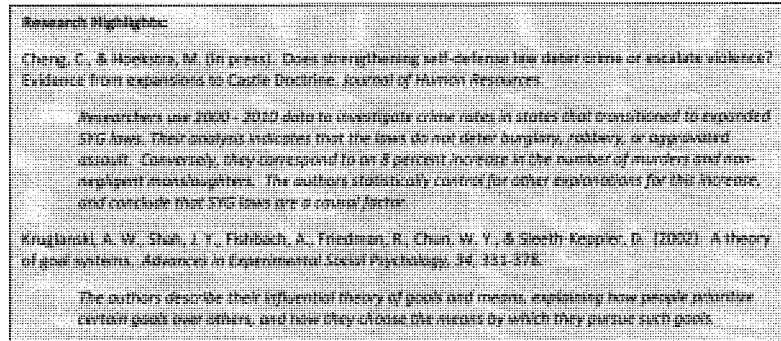 Research Highlights:
Cheng, C., & Hoekstra, M. (in press). Does strengthening self-defense law deter crime or escalate violence?
Evidence from expansions to Castle Doctrine. Journal of Human Resources.
Researchers use 2000 - 2010 data to investigate crime rates in states that transitioned to expanded
SYG laws. Their analysis indicates that the laws do not deter burglary, robbery, or aggravated
assault. Conversely, they correspond to an 8 percent increase in the number of murders and non-
negligent manslaughters. The authors statistically control for other explanations for this increase,
and conclude that SYG laws are a causal factor.
Kruglanski, A. W., Shah, J. Y., Fishbach, A., Friedman, R., Chun, W. Y., & Sleeth-Keppler, D. (2002). A theory
of goal systems. Advances in Experimental Social Psychology, 34, 331-378.
The authors describe their influential theory of goals and means, explaining how people prioritize
certain goals over others, and how they choose the means by which they pursue such goals.